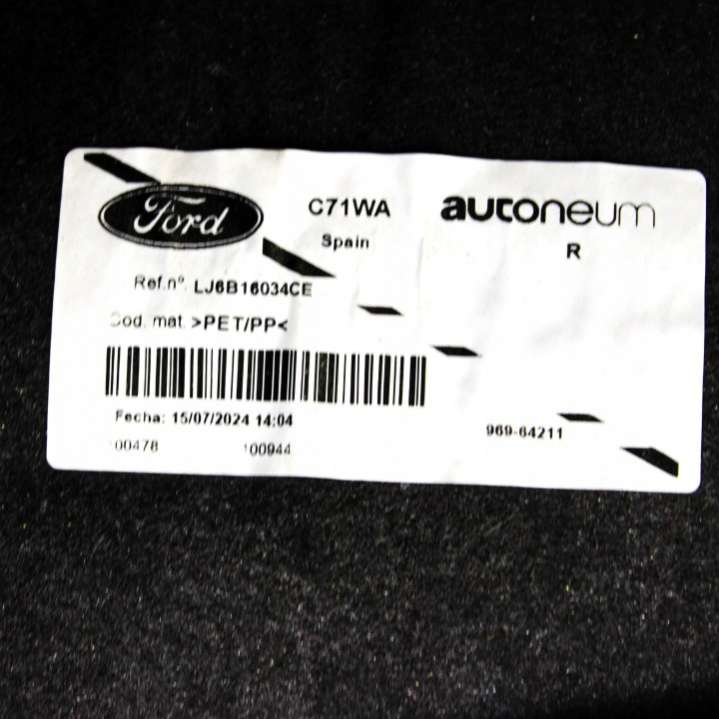 Ford
C71WA
Spain
autoneum
R
Ref.nº. LJ6B16034CE
Cod. mat. >PET/PP<
Fecha: 15/07/2024 14:04
00478
100944
969-64211